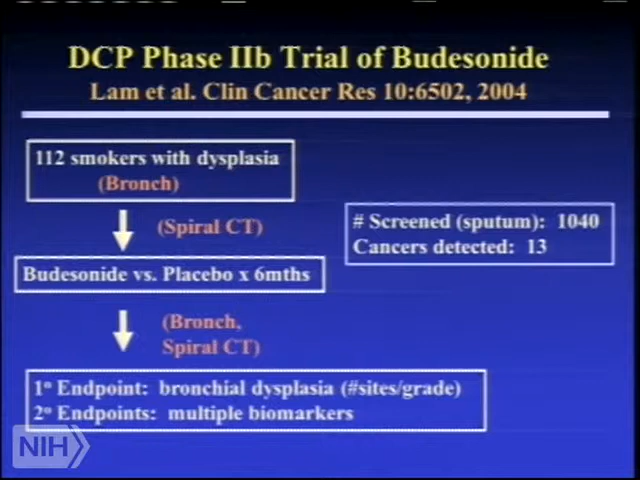 DCP Phase IIb Trial of Budesonide
Lam et al. Clin Cancer Res 10:6502, 2004
112 smokers with dysplasia
(Bronch)
(Spiral CT)
# Screened (sputum): 1040
Cancers detected: 13
Budesonide vs. Placebo x 6mths
(Bronch,
Spiral CT)
1º Endpoint: bronchial dysplasia (#sites/grade)
2º Endpoints: multiple biomarkers
NIH